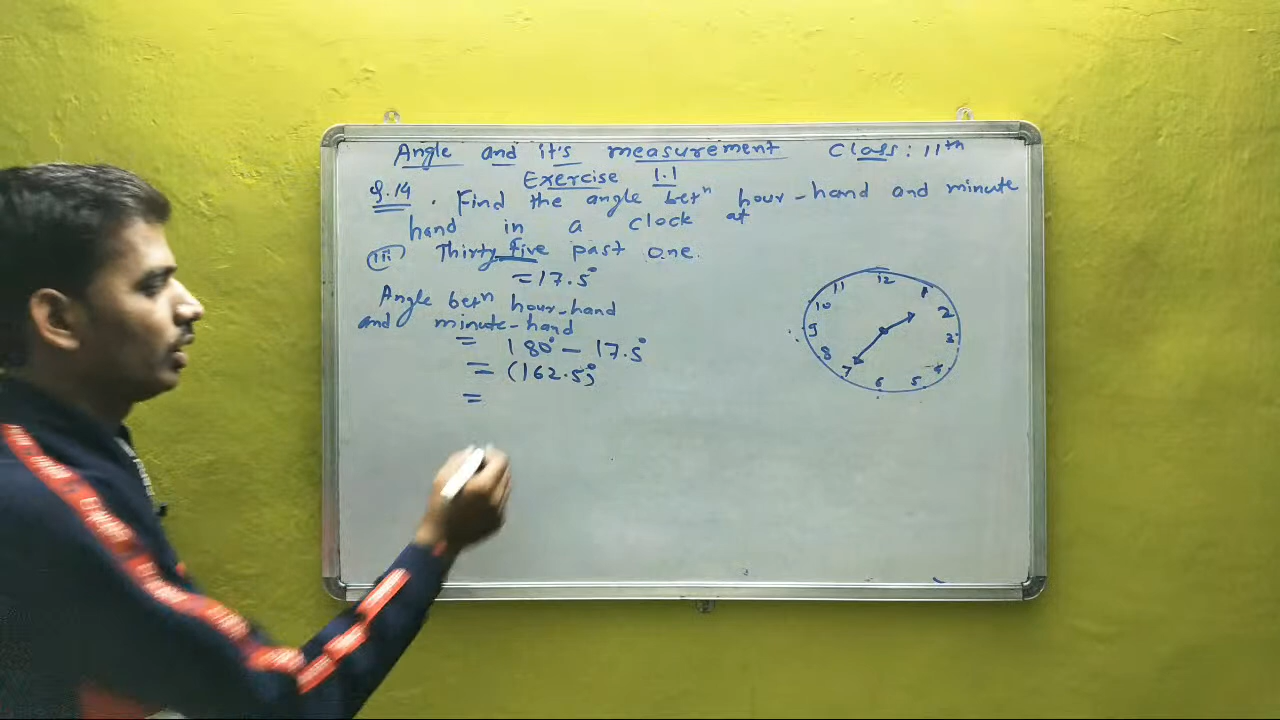 Angle and it's measurement Class: 11th
Exercise 1.1
Q.14. Find the angle betⁿ hour-hand and minute
hand in a clock at
(iii) Thirty Five past one.
= 17.5°
Angle betⁿ hour-hand
and minute-hand
= 180° - 17.5°
= (162.5)°
=
12
11
1
10
2
9
3
8
4
7
5
6